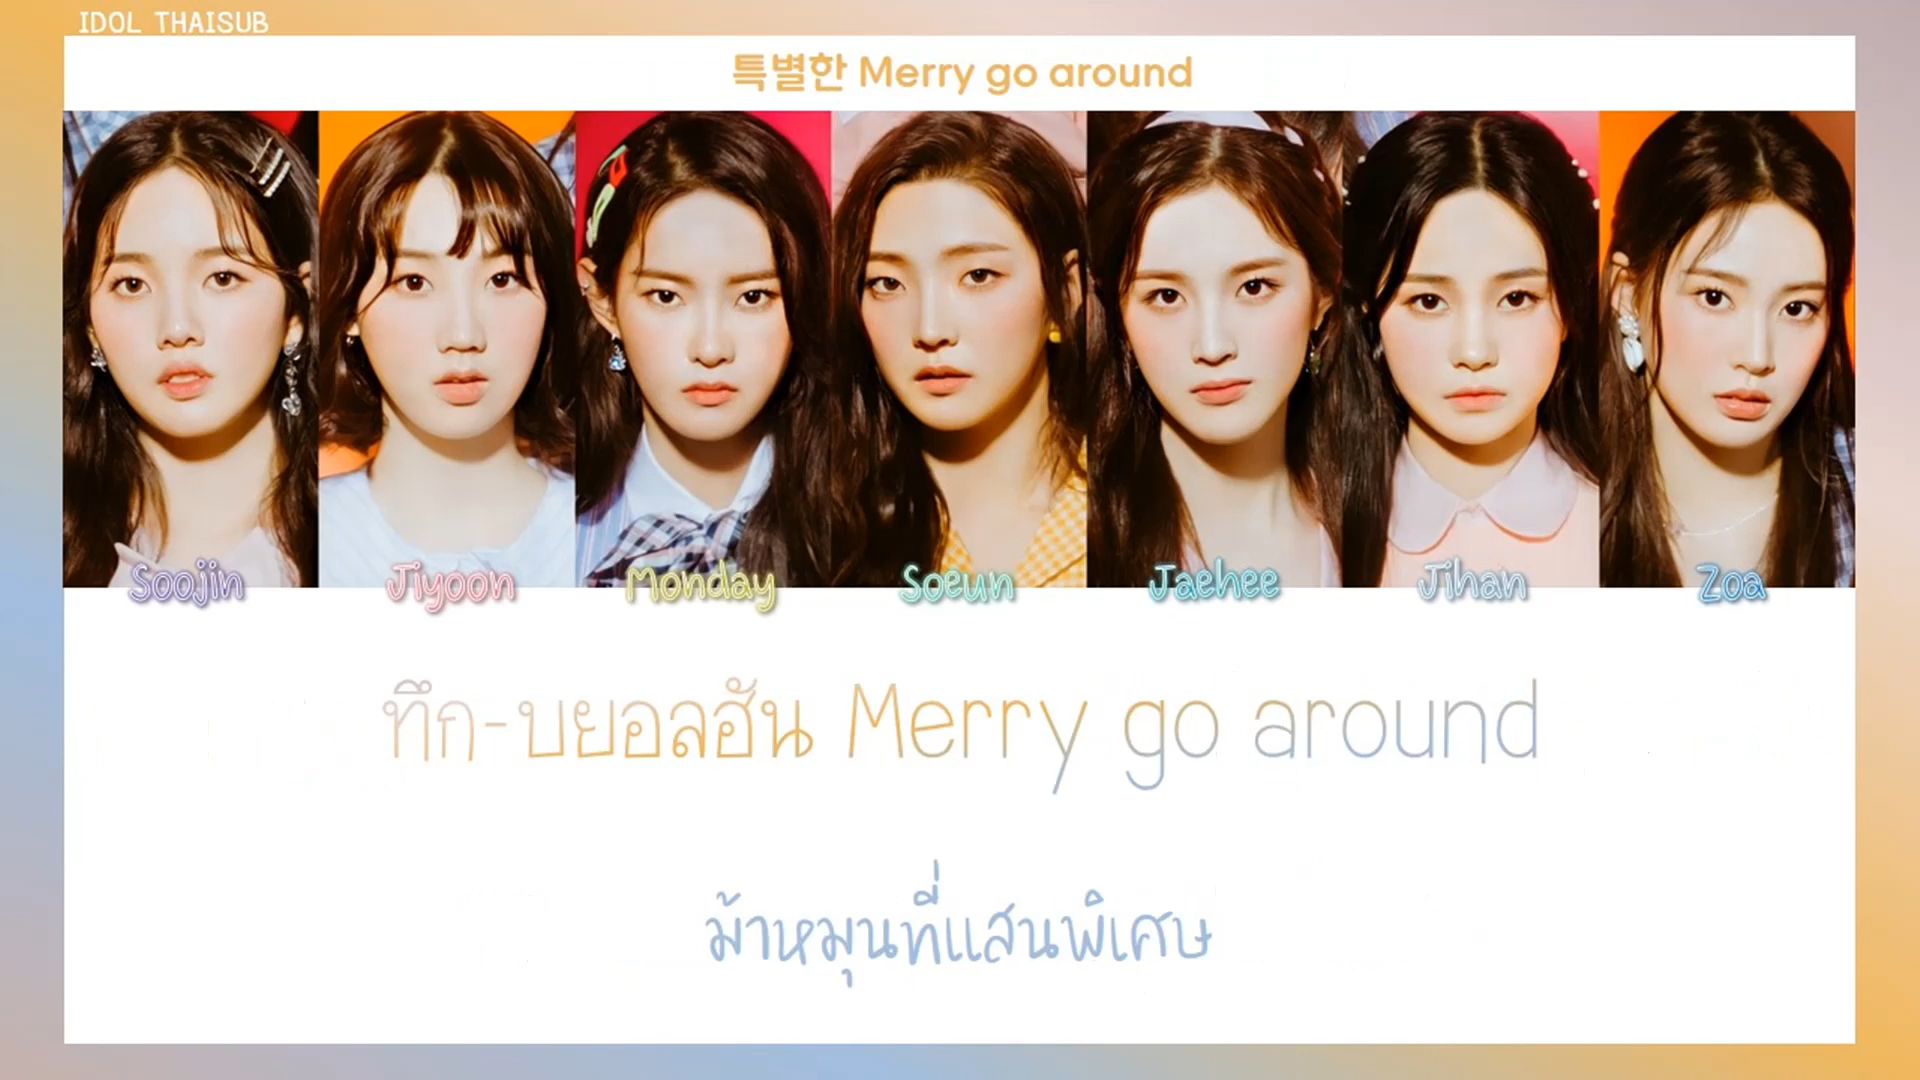 IDOL THAISUB
특별한 Merry go around
Soojin Jiyoon Monday Soeun Jaehee Jihan Zoa
ทึก-บยอลฮัน Merry go around
ม้าหมุนที่แสนพิเศษ